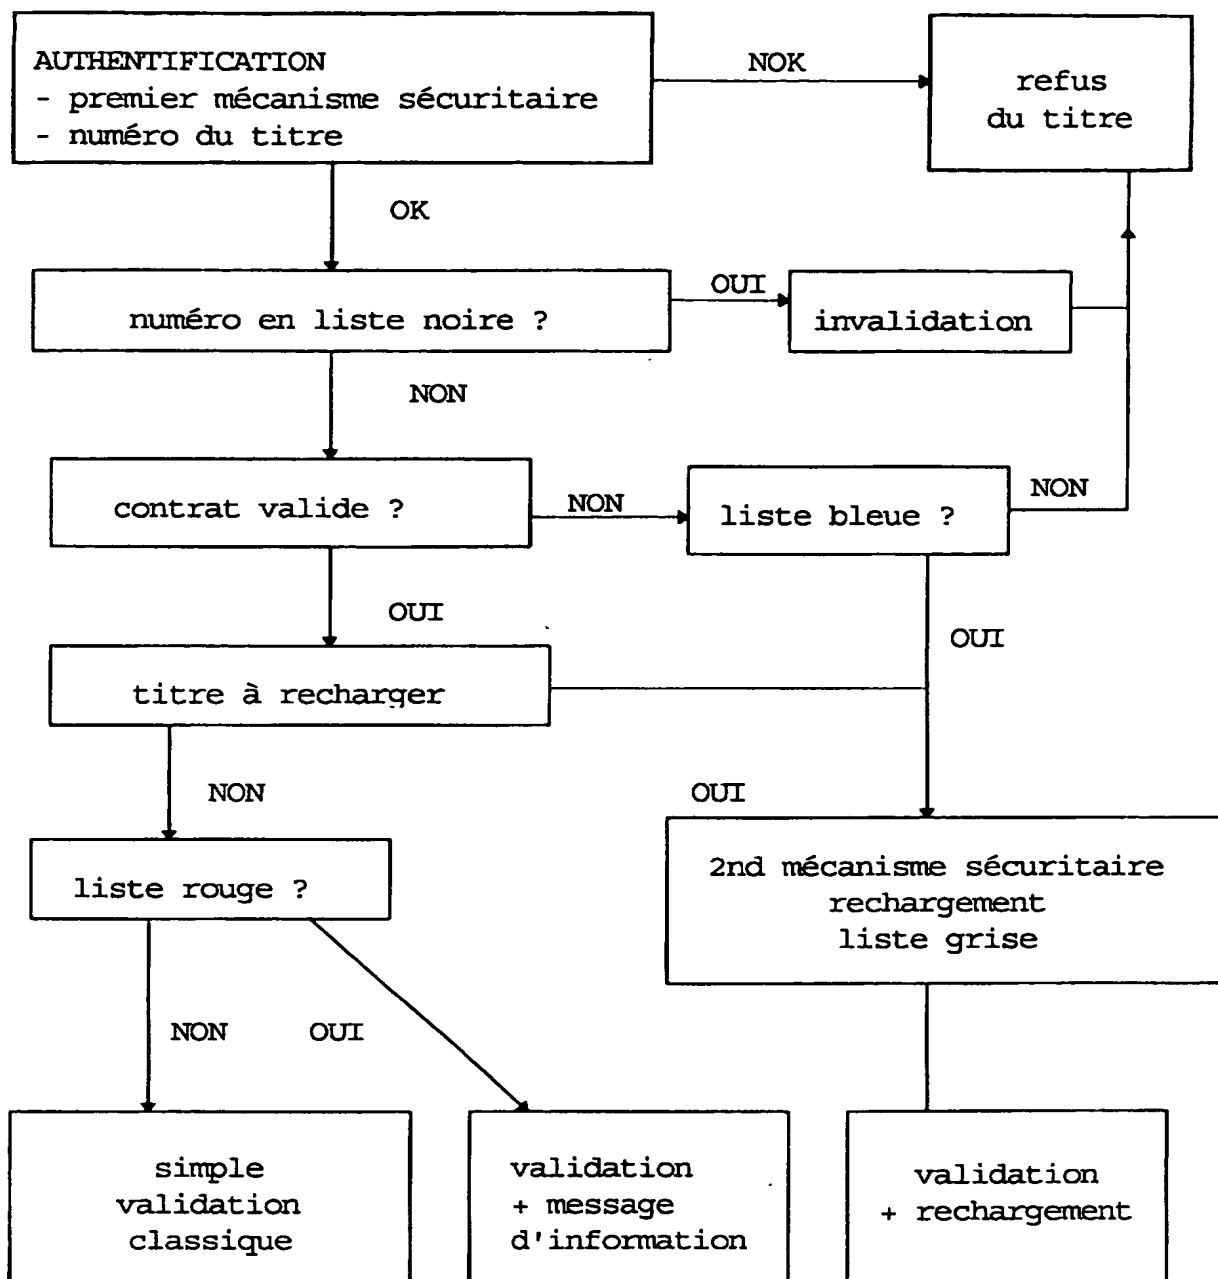 AUTHENTIFICATION
- premier mécanisme sécuritaire
- numéro du titre
NOK
refus
du titre
OK
numéro en liste noire ?
OUI
invalidation
NON
contrat valide ?
NON
liste bleue ?
NON
OUI
OUI
titre à recharger
NON
OUI
liste rouge ?
2nd mécanisme sécuritaire
rechargement
liste grise
NON
OUI
simple
validation
classique
validation
+ message
d'information
validation
+ rechargement